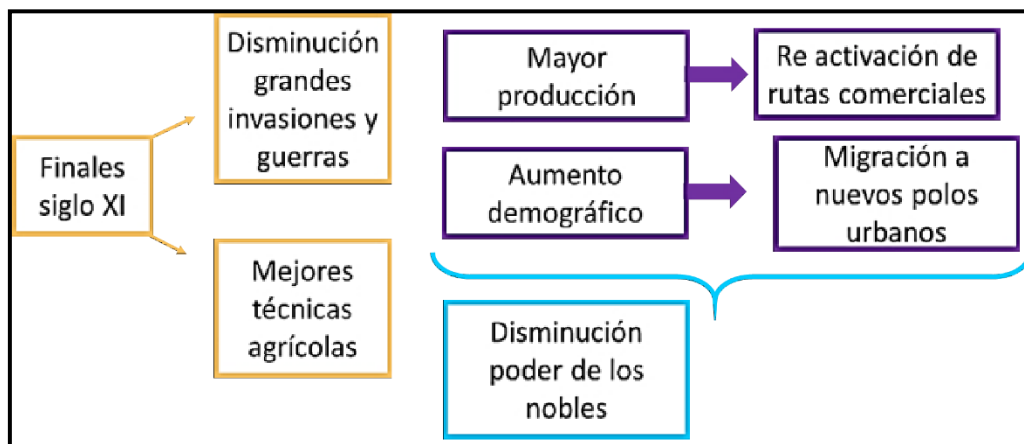 Finales
siglo XI
Disminución
grandes
invasiones y
guerras
Mejores
técnicas
agrícolas
Mayor
producción
Re activación de
rutas comerciales
Aumento
demográfico
Migración a
nuevos polos
urbanos
Disminución
poder de los
nobles